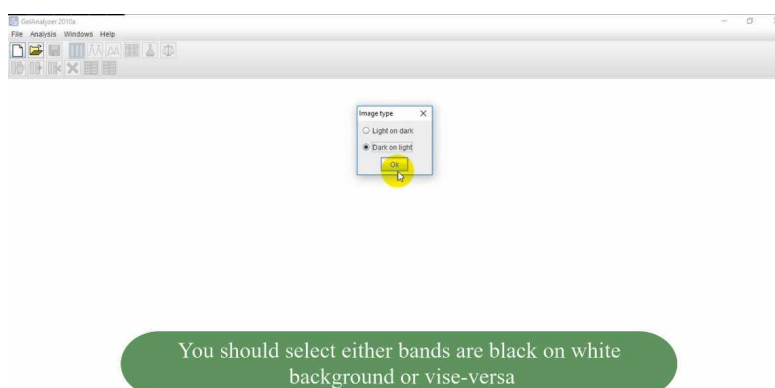 GelAnalyzer 2010a
File Analysis Windows Help
Image type
Light on dark
Dark on light
Ok
You should select either bands are black on white
background or vise-versa